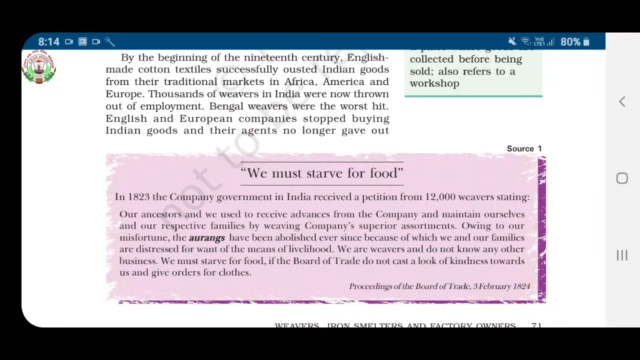 8:14
80%
collected before being
sold; also refers to a
workshop
By the beginning of the nineteenth century, English-
made cotton textiles successfully ousted Indian goods
from their traditional markets in Africa, America and
Europe. Thousands of weavers in India were now thrown
out of employment. Bengal weavers were the worst hit.
English and European companies stopped buying
Indian goods and their agents no longer gave out
Source 1
“We must starve for food”
In 1823 the Company government in India received a petition from 12,000 weavers stating:
Our ancestors and we used to receive advances from the Company and maintain ourselves
and our respective families by weaving Company’s superior assortments. Owing to our
misfortune, the aurangs have been abolished ever since because of which we and our families
are distressed for want of the means of livelihood. We are weavers and do not know any other
business. We must starve for food, if the Board of Trade do not cast a look of kindness towards
us and give orders for clothes.
Proceedings of the Board of Trade, 3 February 1824
WEAVERS, IRON SMELTERS AND FACTORY OWNERS 71